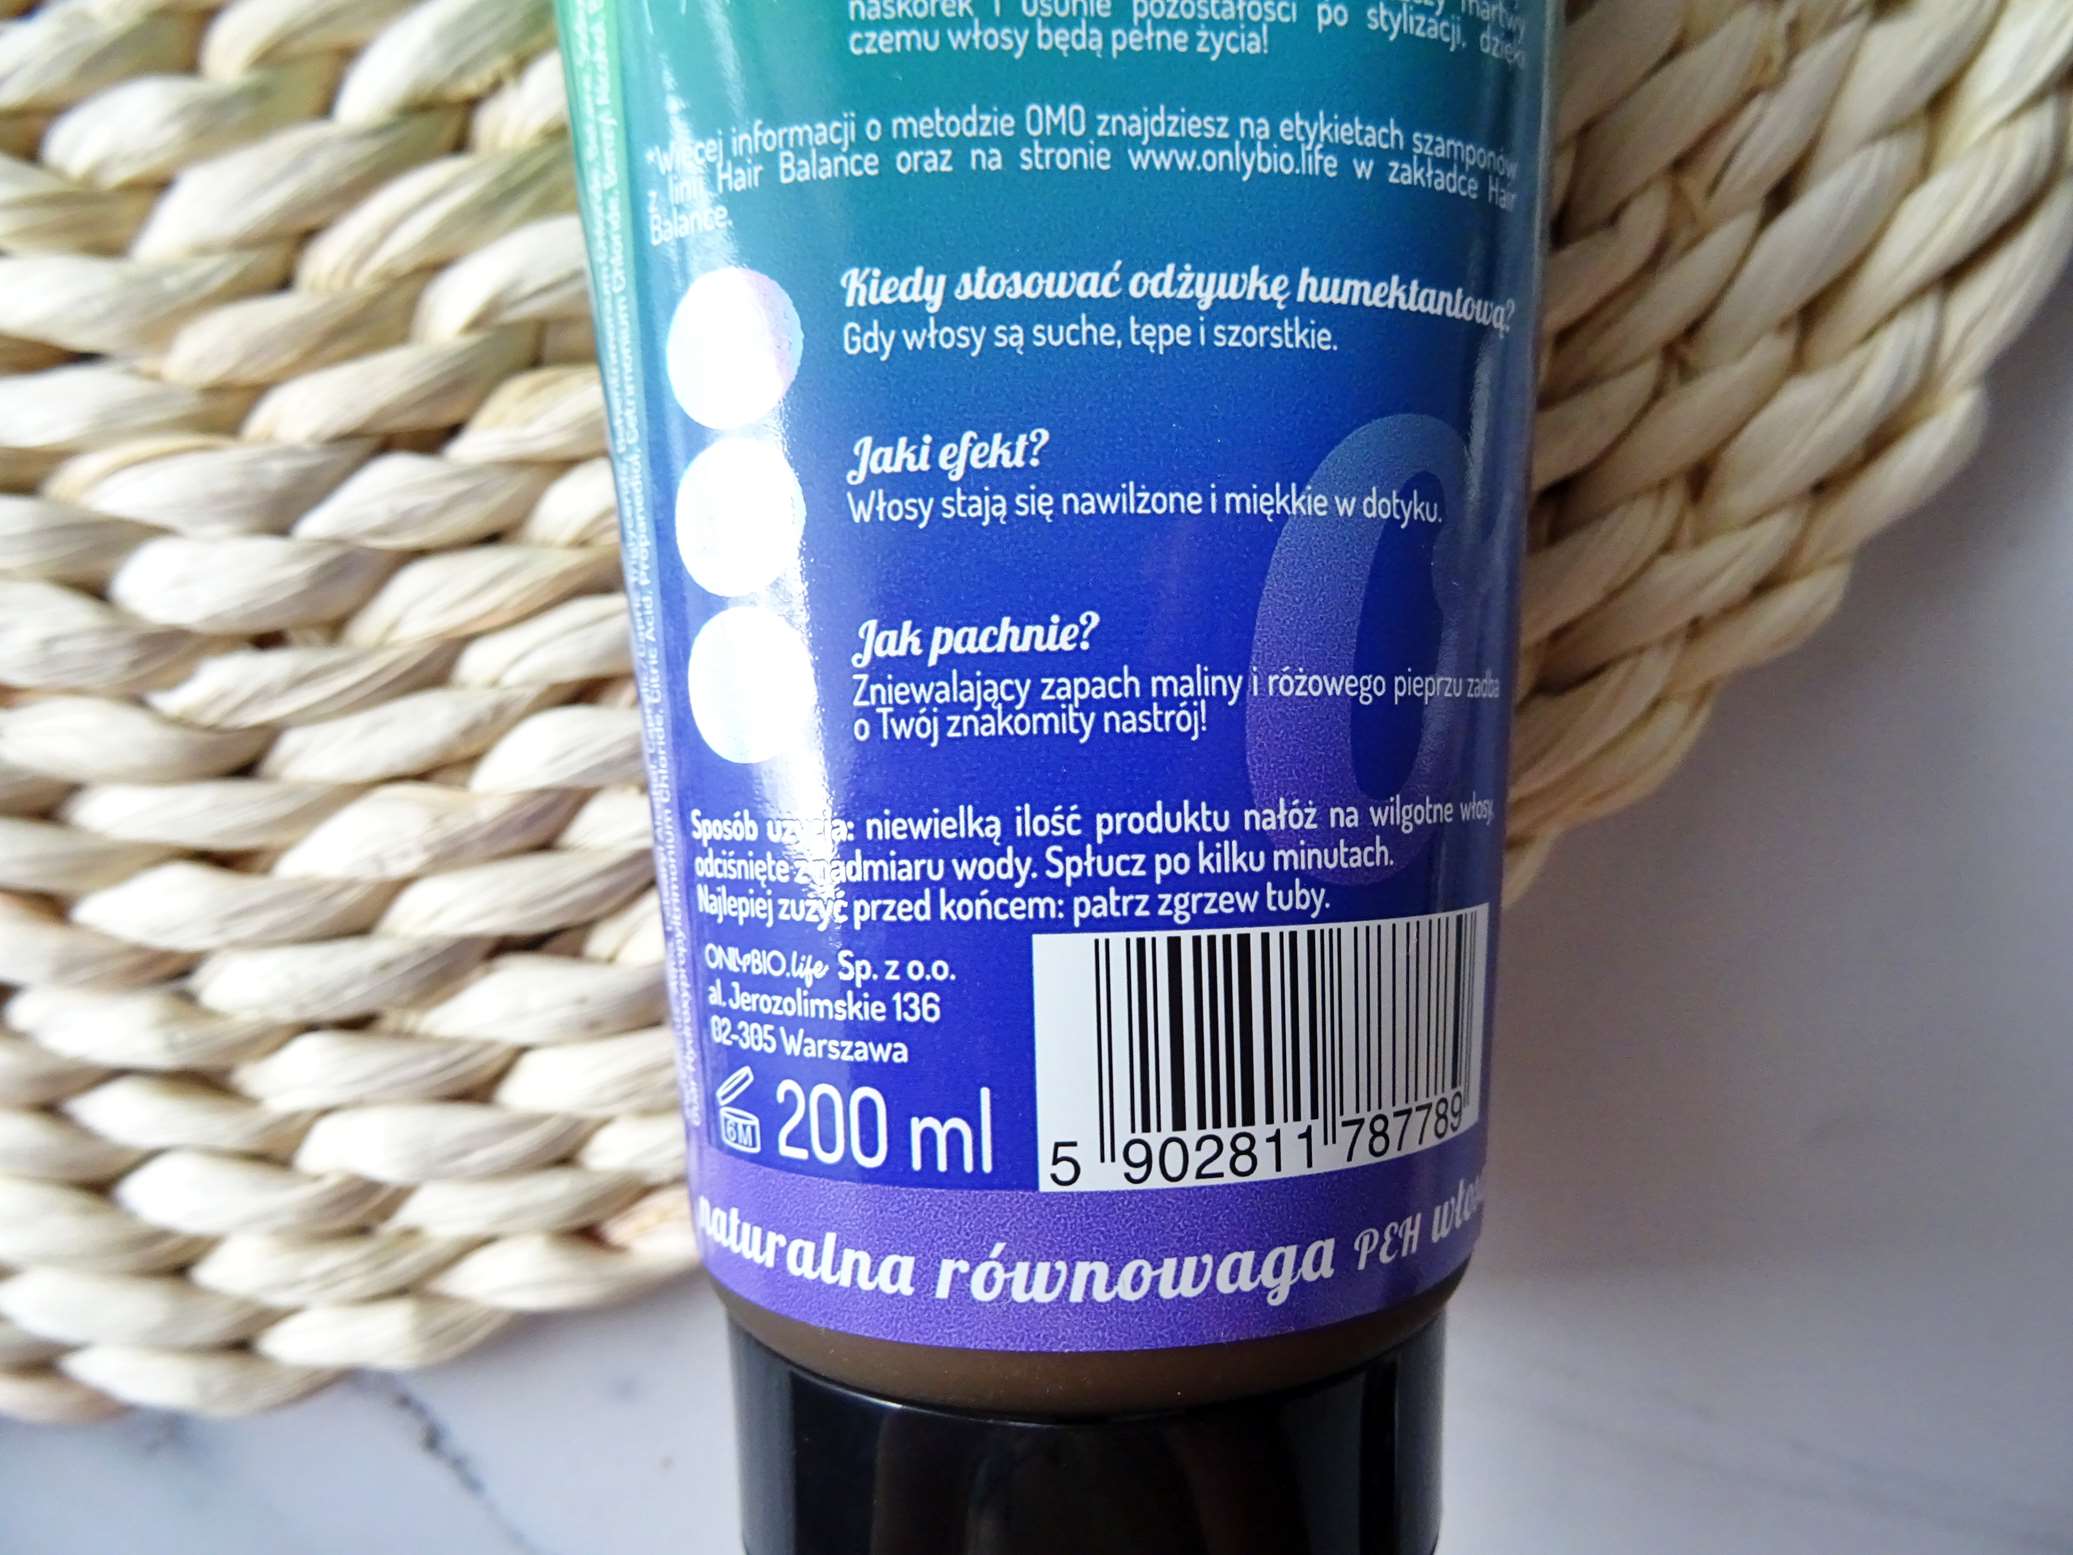 naskórek i usunie pozostałości po stylizacji, dzięki
czemu włosy będą pełne życia!
*Więcej informacji o metodzie OMO znajdziesz na etykietach szamponów
z linii Hair Balance oraz na stronie www.onlybio.life w zakładce Hair
Balance.
Kiedy stosować odżywkę humektantową?
Gdy włosy są suche, tępe i szorstkie.
Jaki efekt?
Włosy stają się nawilżone i miękkie w dotyku.
Jak pachnie?
Zniewalający zapach maliny i różowego pieprzu zadba
o Twój znakomity nastrój!
Sposób użycia: niewielką ilość produktu nałóż na wilgotne włosy,
odciśnięte z nadmiaru wody. Spłucz po kilku minutach.
Najlepiej zużyć przed końcem: patrz zgrzew tuby.
ONLYBIO.life Sp. z o.o.
al. Jerozolimskie 136
02-305 Warszawa
6M 200 ml
5 902811 787789
naturalna równowaga PEH